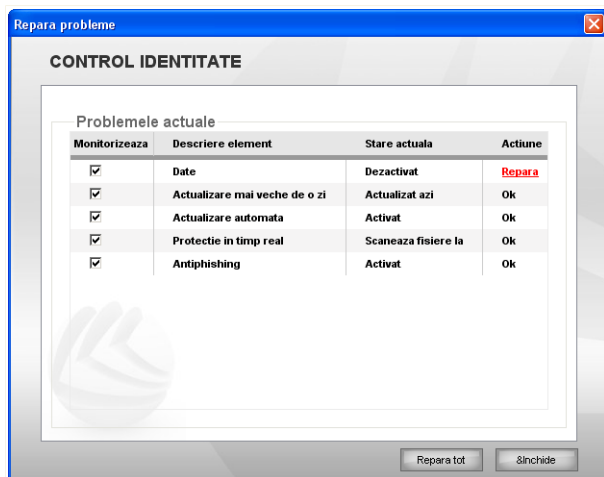 Repara probleme
CONTROL IDENTITATE
Problemele actuale
Monitorizeaza Descriere element Stare actuala Actiune
Date Dezactivat Repara
Actualizare mai veche de o zi Actualizat azi Ok
Actualizare automata Activat Ok
Protectie in timp real Scaneaza fisiere la Ok
Antiphishing Activat Ok
Repara tot &Inchide